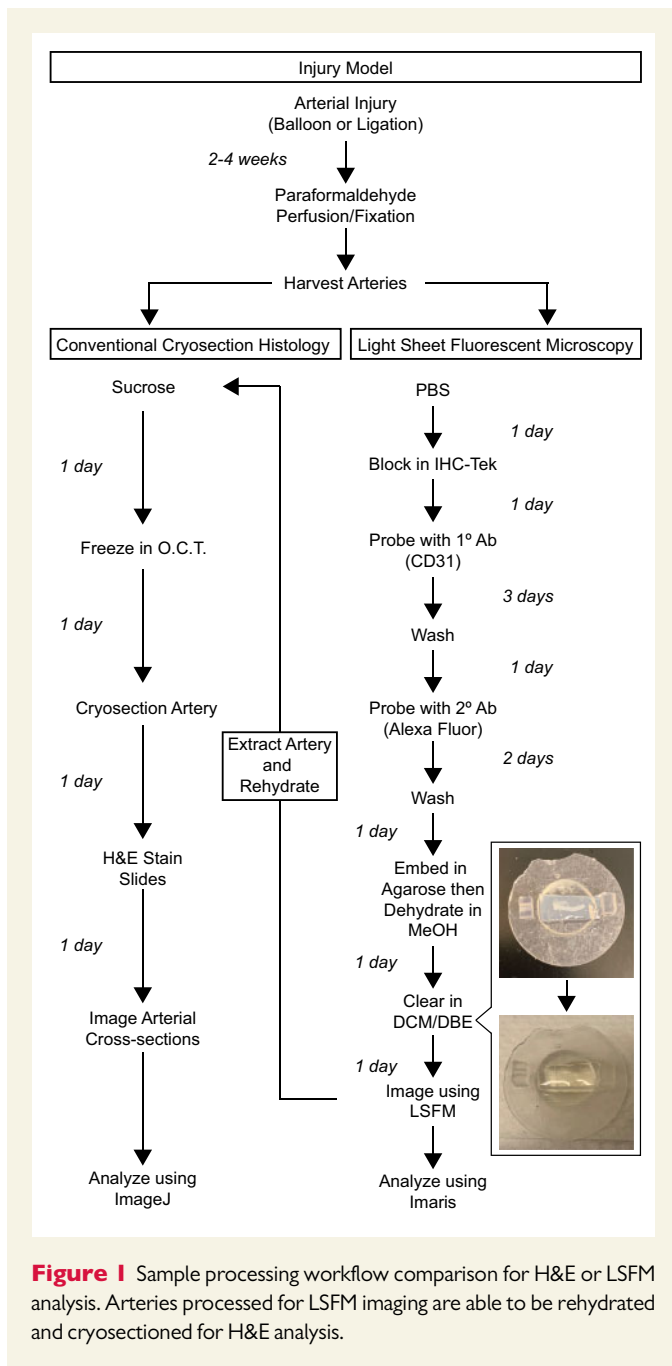 Injury Model
Arterial Injury
(Balloon or Ligation)
2-4 weeks
Paraformaldehyde
Perfusion/Fixation
Harvest Arteries
Conventional Cryosection Histology
Sucrose
1 day
Freeze in O.C.T.
1 day
Cryosection Artery
1 day
H&E Stain
Slides
1 day
Image Arterial
Cross-sections
Analyze using
ImageJ
Extract Artery
and
Rehydrate
Light Sheet Fluorescent Microscopy
PBS
1 day
Block in IHC-Tek
1 day
Probe with 1º Ab
(CD31)
3 days
Wash
1 day
Probe with 2º Ab
(Alexa Fluor)
2 days
Wash
1 day
Embed in
Agarose then
Dehydrate in
MeOH
1 day
Clear in
DCM/DBE
1 day
Image using
LSFM
Analyze using
Imaris
Figure 1 Sample processing workflow comparison for H&E or LSFM
analysis. Arteries processed for LSFM imaging are able to be rehydrated
and cryosectioned for H&E analysis.